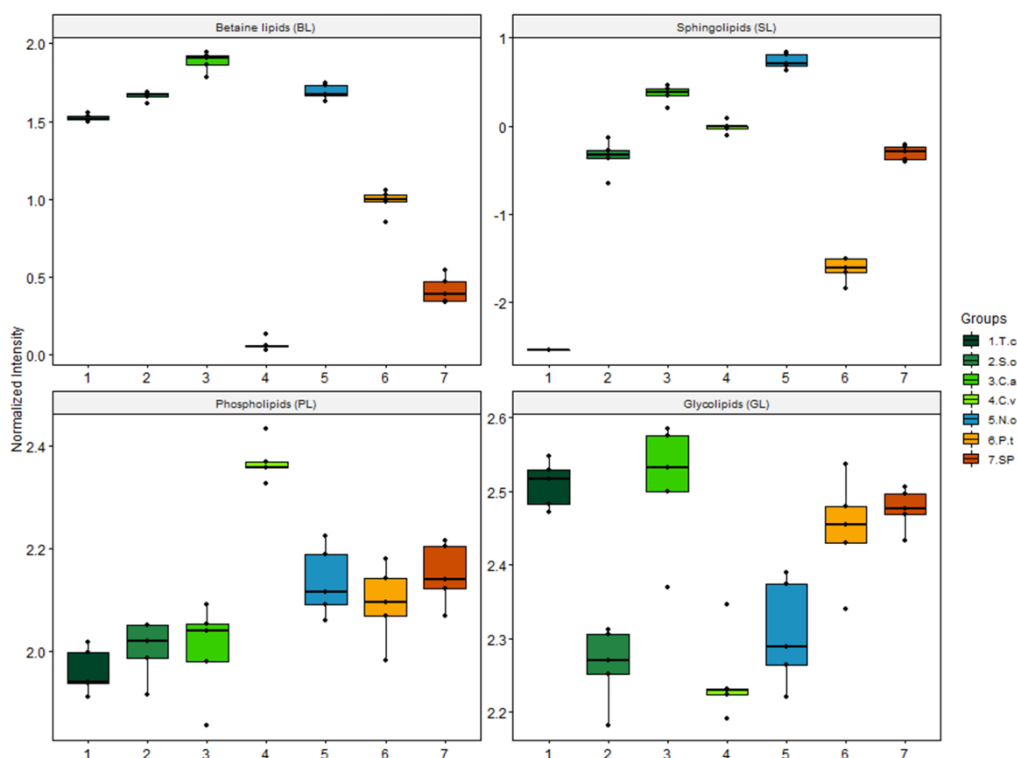 Betaine lipids (BL)
Sphingolipids (SL)
2.0
1.5
1.0
0.5
0.0
1
0
-1
-2
1 2 3 4 5 6 7
1 2 3 4 5 6 7
Normalized Intensity
Phospholipids (PL)
Glycolipids (GL)
2.4
2.2
2.0
2.6
2.5
2.4
2.3
2.2
1 2 3 4 5 6 7
1 2 3 4 5 6 7
Groups
1.T.c
2.S.o
3.C.a
4.C.v
5.N.o
6.P.t
7.SP